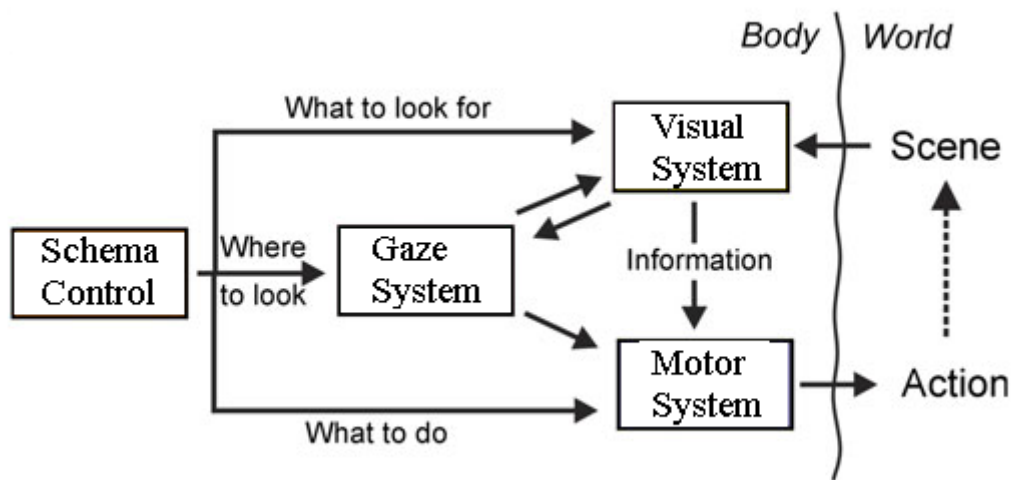 Body World
What to look for
Visual
System
Scene
Schema
Control
Where
to look
Gaze
System
Information
Motor
System
Action
What to do